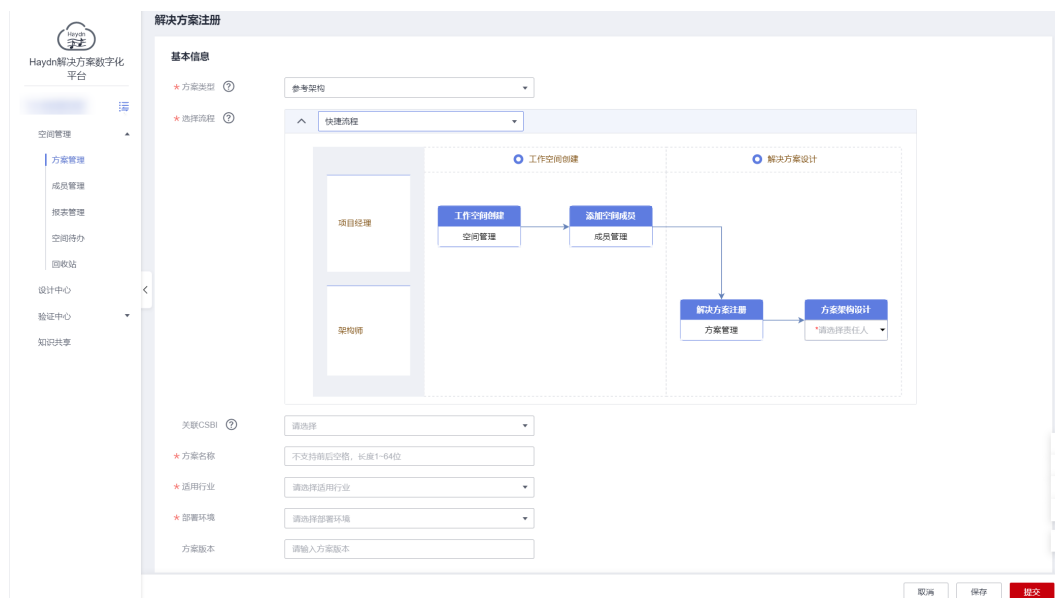 解决方案注册
Haydn
Haydn解决方案数字化
平台
空间管理
方案管理
成员管理
报表管理
空间待办
回收站
设计中心
验证中心
知识共享
基本信息
* 方案类型 ?
参考架构
* 选择流程 ?
快捷流程
工作空间创建
解决方案设计
项目经理
工作空间创建
空间管理
添加空间成员
成员管理
架构师
解决方案注册
方案管理
方案架构设计
*请选择责任人
关联CSBI ?
请选择
* 方案名称
不支持前后空格，长度1-64位
* 适用行业
请选择适用行业
* 部署环境
请选择部署环境
方案版本
请输入方案版本
取消
保存
提交